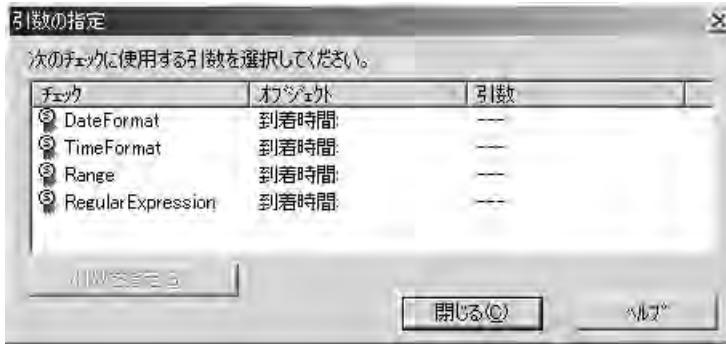 引数の指定
次のチェックに使用する引数を選択してください。
チェック オブジェクト 引数
DateFormat 到着時間: ---
TimeFormat 到着時間: ---
Range 到着時間: ---
RegularExpression 到着時間: ---
閉じる(C) ヘルプ